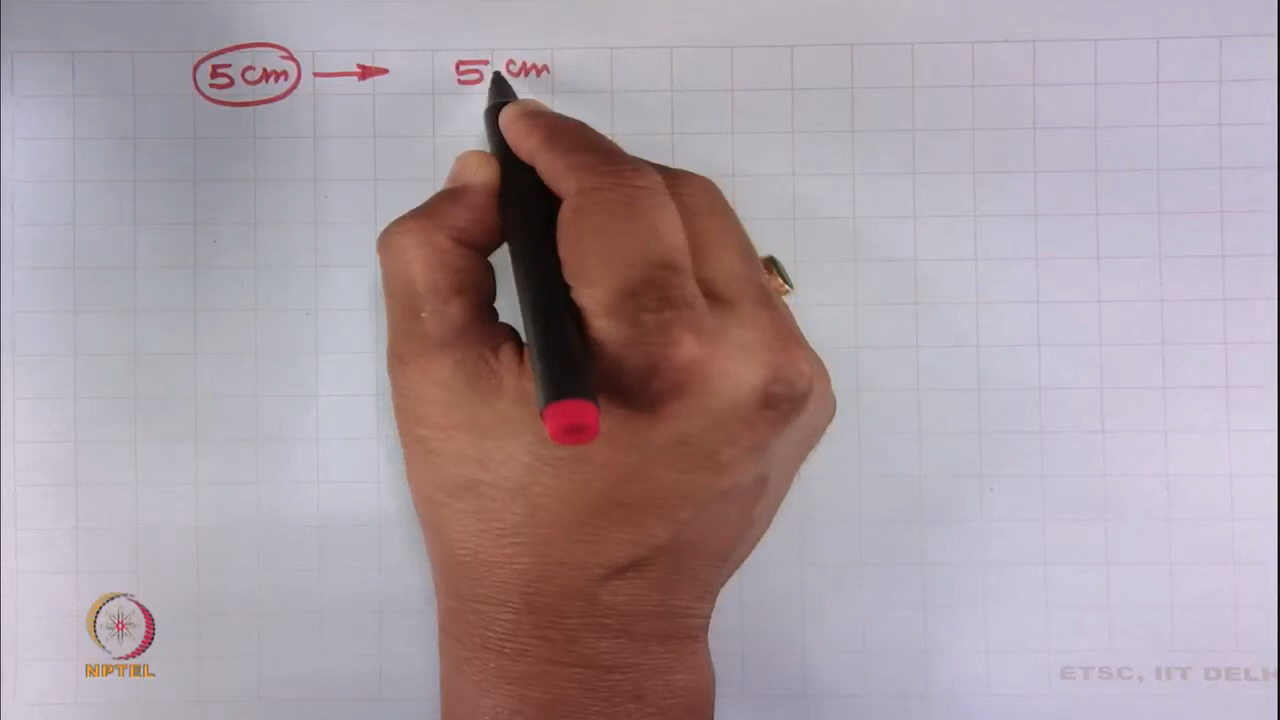 5 cm → 5 cm
NPTEL
ETSC, IIT DELH